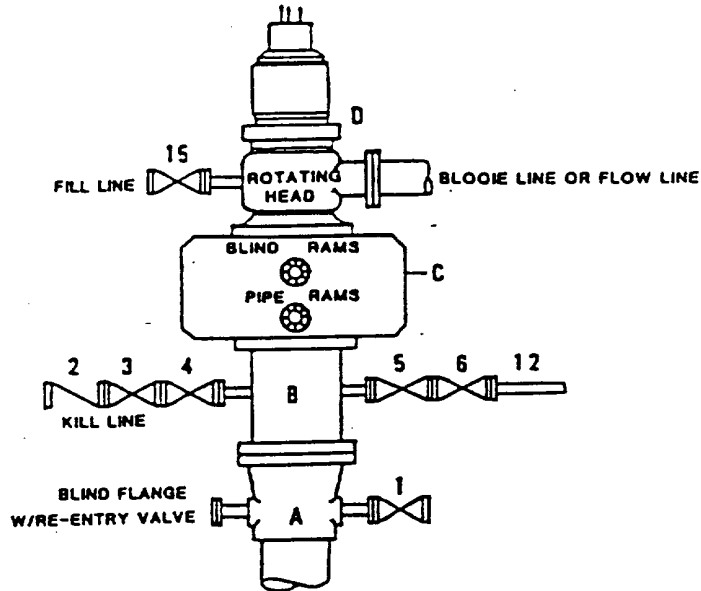 D
15
FILL LINE
ROTATING
HEAD
BLOOIE LINE OR FLOW LINE
BLIND RAMS
C
PIPE RAMS
2 3 4
5 6 12
B
KILL LINE
BLIND FLANGE
W/RE-ENTRY VALVE
A
1